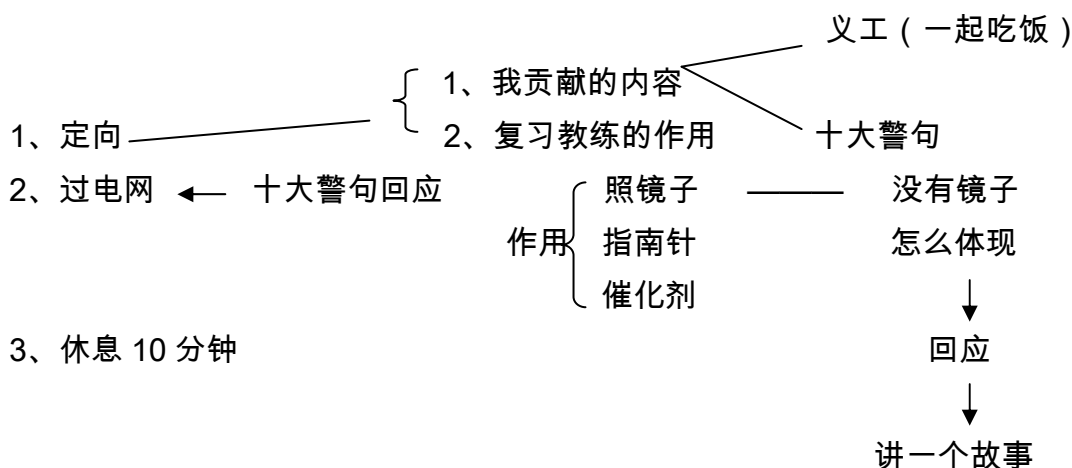 义工（一起吃饭）
1、我贡献的内容
1、定向
2、复习教练的作用
十大警句
2、过电网
十大警句回应
照镜子
没有镜子
作用
指南针
怎么体现
催化剂
3、休息 10 分钟
回应
讲一个故事